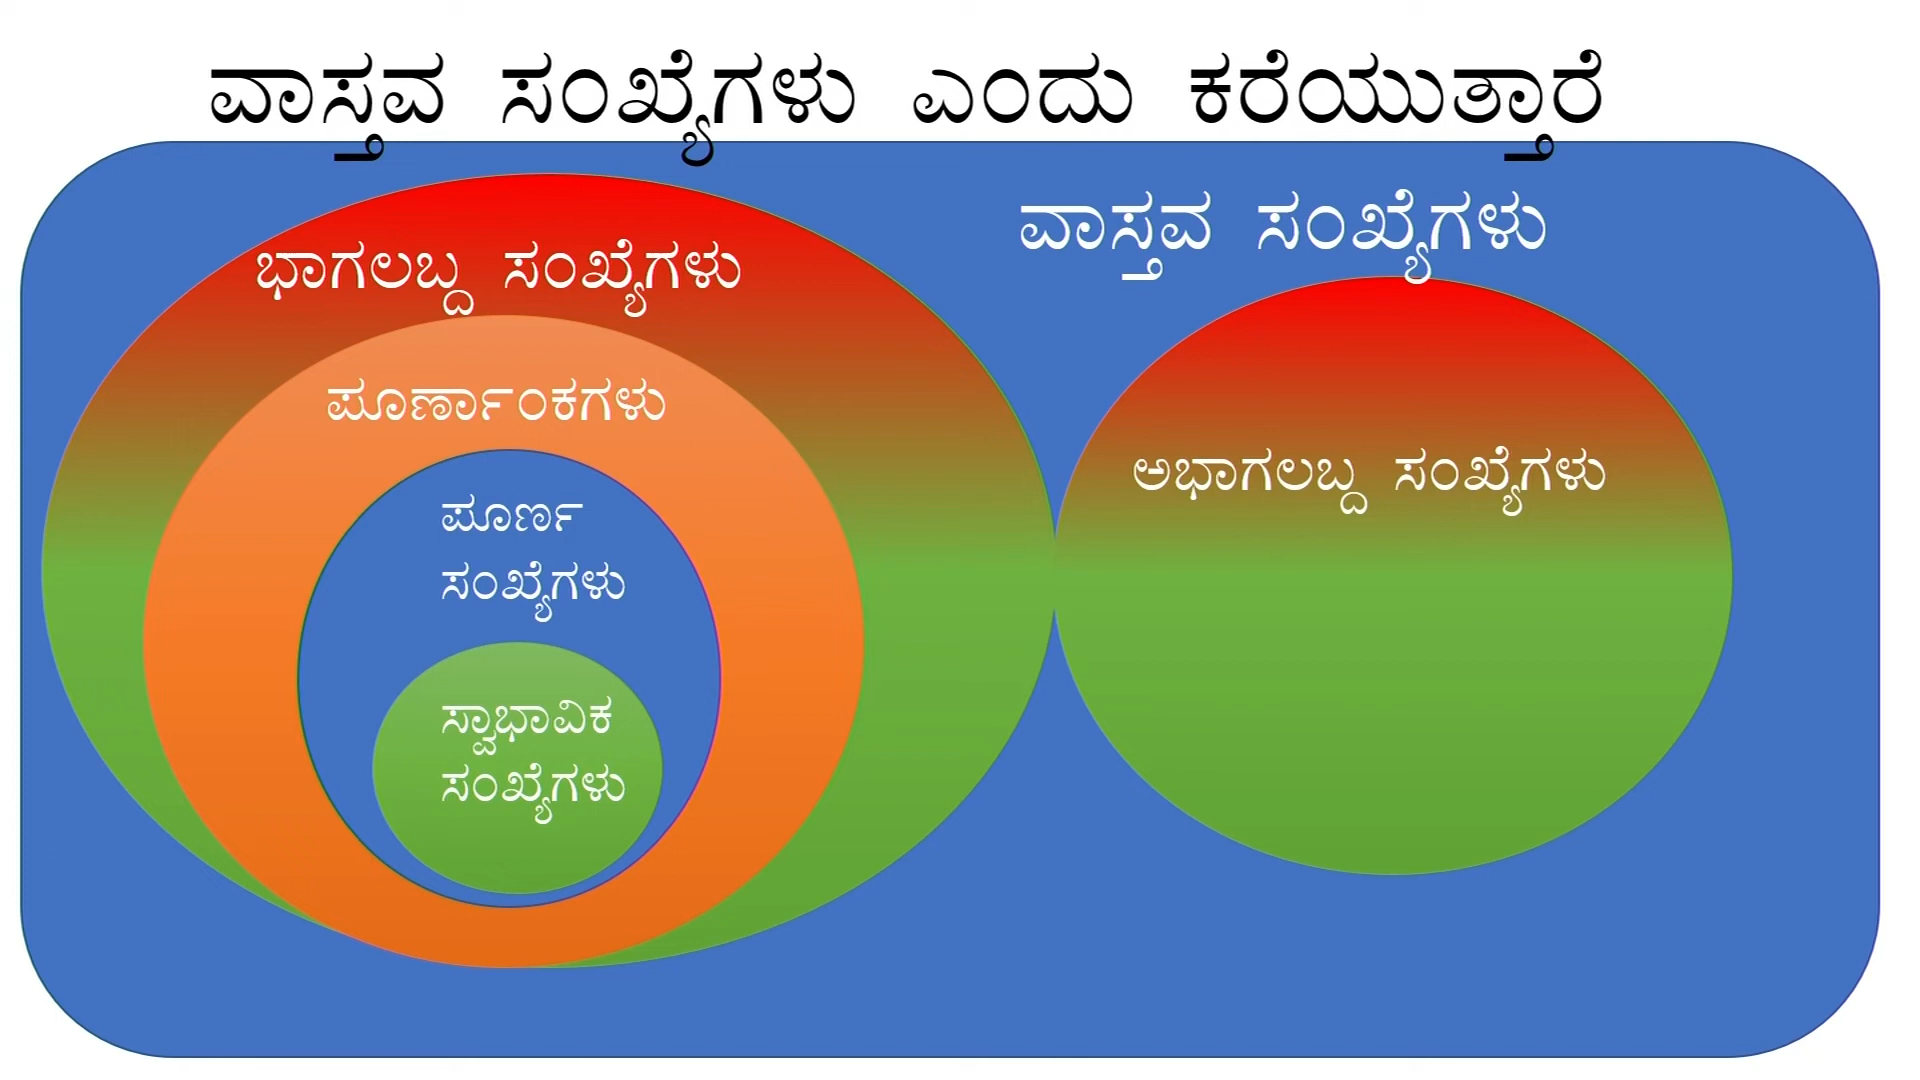 ವಾಸ್ತವ ಸಂಖ್ಯೆಗಳು ಎಂದು ಕರೆಯುತ್ತಾರೆ
ವಾಸ್ತವ ಸಂಖ್ಯೆಗಳು
ಭಾಗಲಬ್ದ ಸಂಖ್ಯೆಗಳು
ಪೂರ್ಣಾಂಕಗಳು
ಪೂರ್ಣ
ಸಂಖ್ಯೆಗಳು
ಸ್ವಾಭಾವಿಕ
ಸಂಖ್ಯೆಗಳು
ಅಭಾಗಲಬ್ದ ಸಂಖ್ಯೆಗಳು